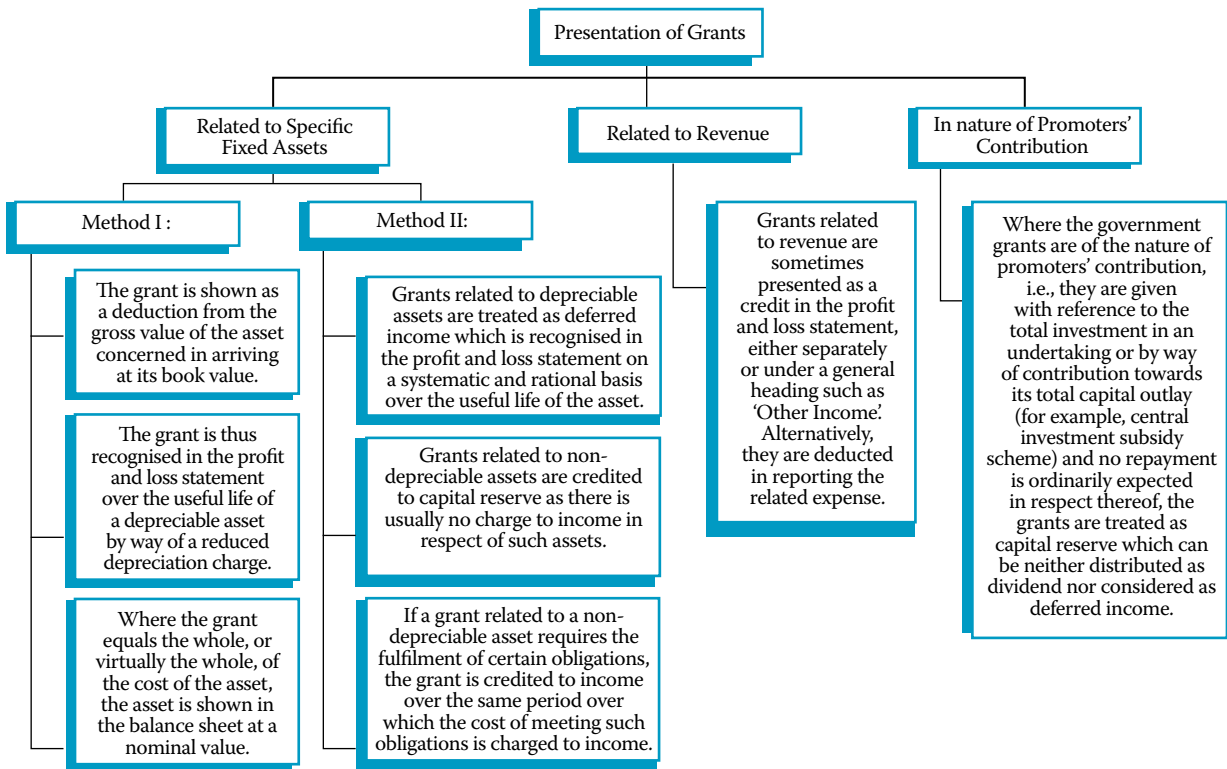 Presentation of Grants
Related to Specific
Fixed Assets
Related to Revenue
In nature of Promoters'
Contribution
Method I :
The grant is shown as
a deduction from the
gross value of the asset
concerned in arriving
at its book value.
The grant is thus
recognised in the profit
and loss statement
over the useful life of
a depreciable asset
by way of a reduced
depreciation charge.
Where the grant
equals the whole, or
virtually the whole, of
the cost of the asset,
the asset is shown in
the balance sheet at a
nominal value.
Method II:
Grants related to depreciable
assets are treated as deferred
income which is recognised in
the profit and loss statement on
a systematic and rational basis
over the useful life of the asset.
Grants related to non-
depreciable assets are credited
to capital reserve as there is
usually no charge to income in
respect of such assets.
If a grant related to a non-
depreciable asset requires the
fulfilment of certain obligations,
the grant is credited to income
over the same period over
which the cost of meeting such
obligations is charged to income.
Grants related
to revenue are
sometimes
presented as a
credit in the profit
and loss statement,
either separately
or under a general
heading such as
'Other Income'.
Alternatively,
they are deducted
in reporting the
related expense.
Where the government
grants are of the nature of
promoters' contribution,
i.e., they are given
with reference to the
total investment in an
undertaking or by way
of contribution towards
its total capital outlay
(for example, central
investment subsidy
scheme) and no repayment
is ordinarily expected
in respect thereof, the
grants are treated as
capital reserve which can
be neither distributed as
dividend nor considered as
deferred income.